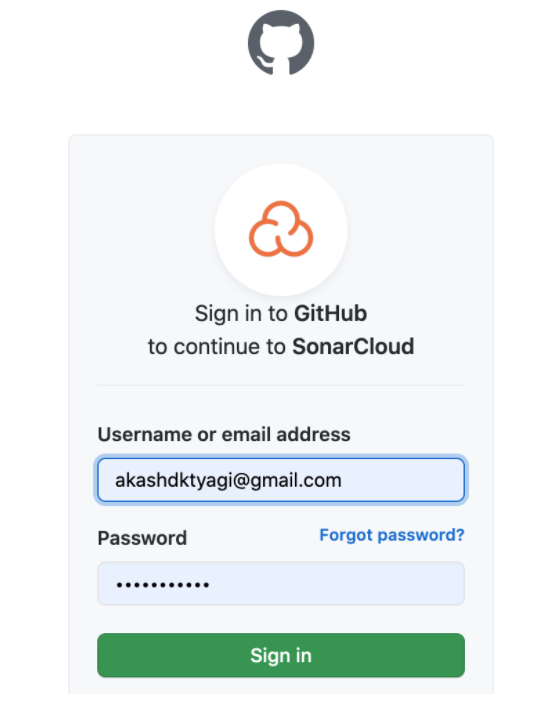 Sign in to GitHub
to continue to SonarCloud
Username or email address
akashdktyagi@gmail.com
Password Forgot password?
•••••••••••
Sign in